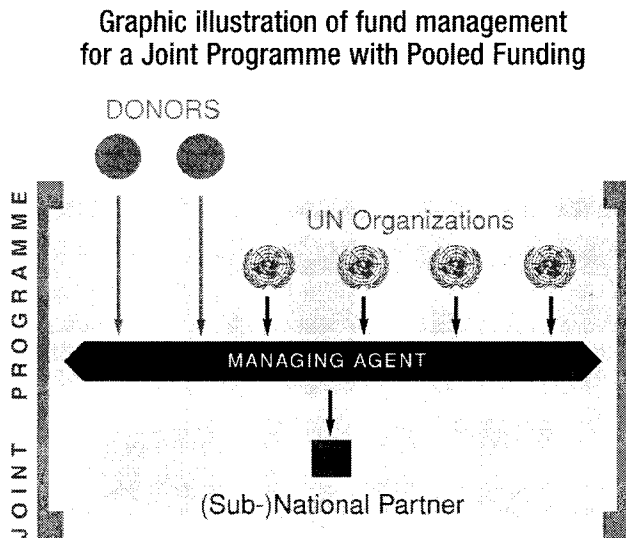 Graphic illustration of fund management
for a Joint Programme with Pooled Funding
DONORS
JOINT PROGRAMME
UN Organizations
MANAGING AGENT
(Sub-)National Partner